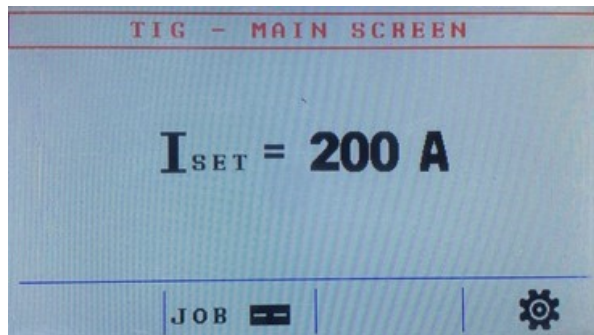 TIG - MAIN SCREEN
ISET = 200 A
JOB --